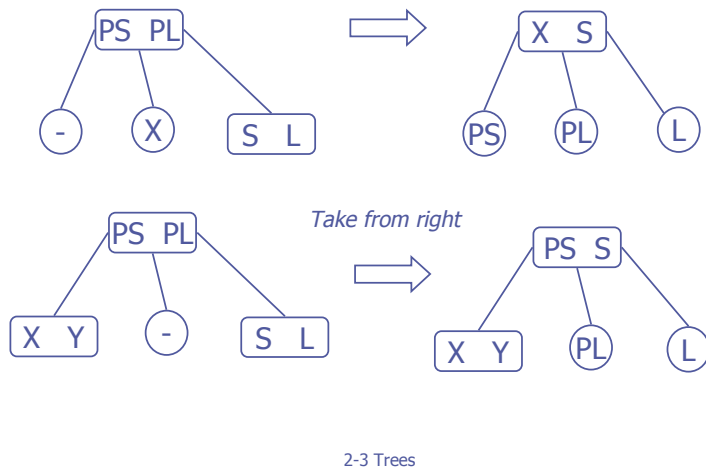 PS PL
X S
- X S L
PS PL L
Take from right
PS PL
PS S
X Y - S L
X Y PL L
2-3 Trees